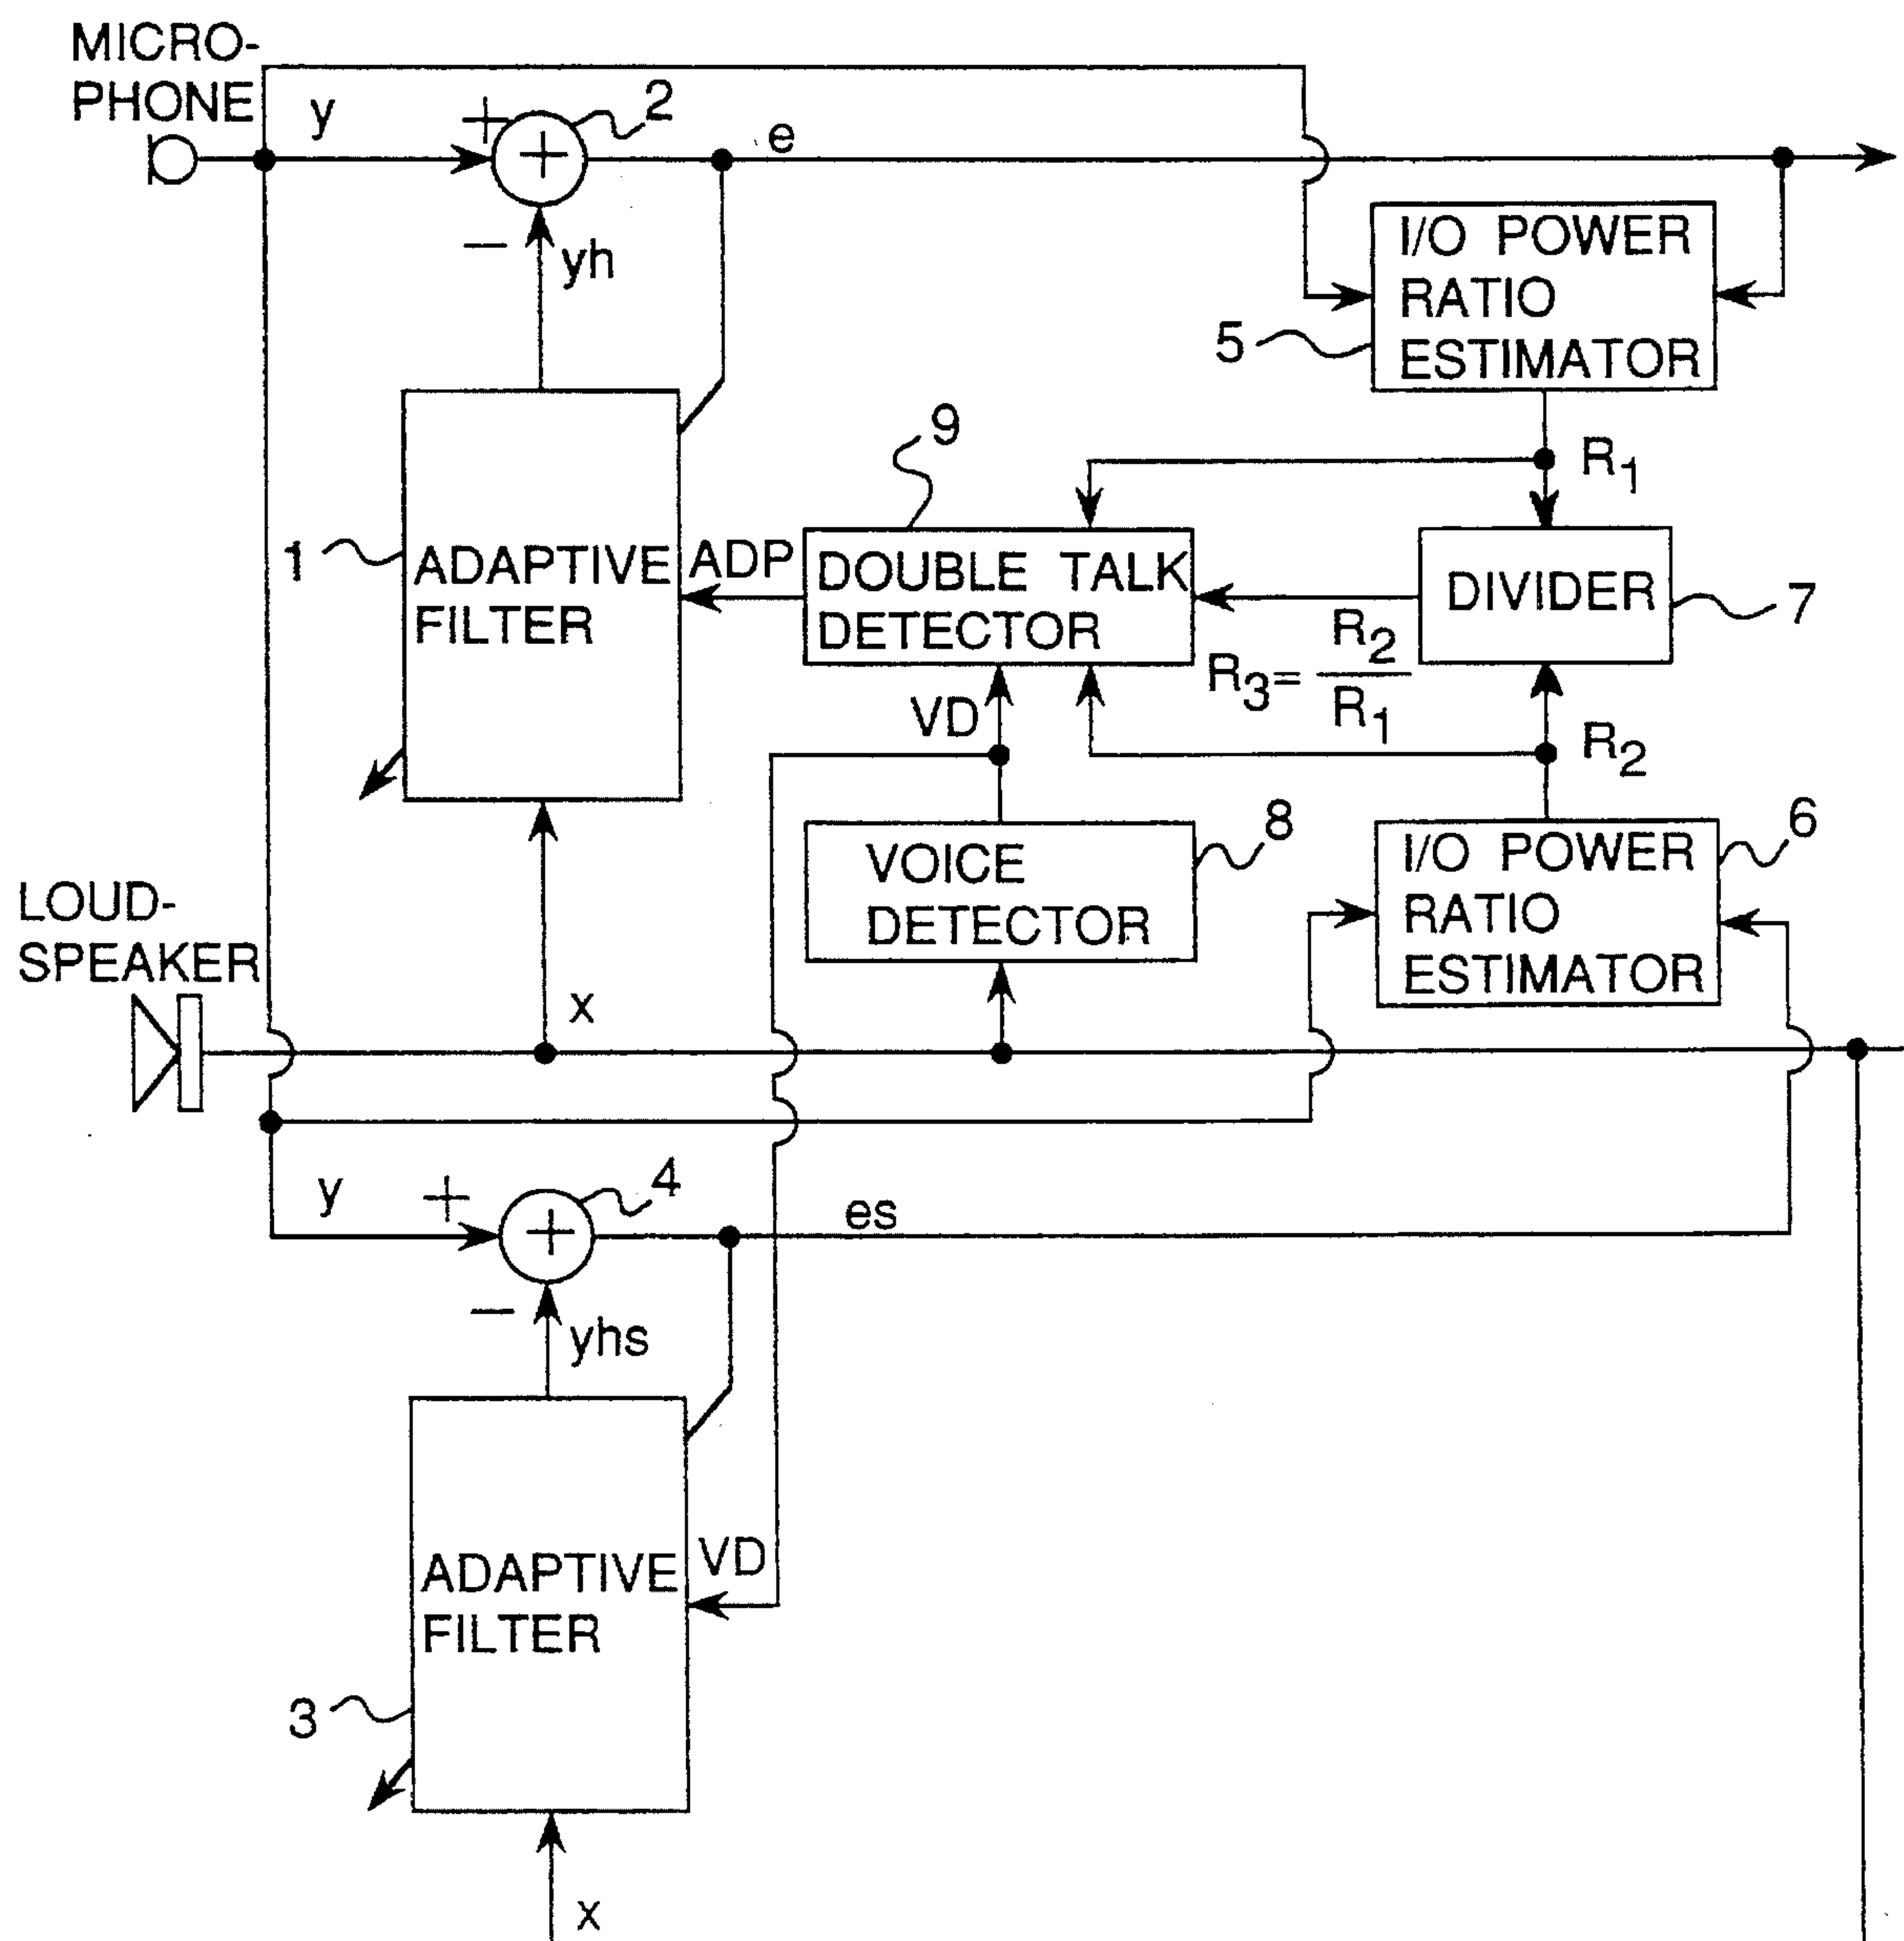 MICRO-
PHONE
y
+
2
+
e
−
yh
I/O POWER
RATIO
ESTIMATOR
5
9
R1
1
ADAPTIVE
FILTER
ADP
DOUBLE TALK
DETECTOR
DIVIDER
7
R3= R2
R1
VD
R2
VOICE
DETECTOR
8
I/O POWER
RATIO
ESTIMATOR
6
LOUD-
SPEAKER
x
y
+
4
+
es
−
yhs
ADAPTIVE
FILTER
VD
3
x